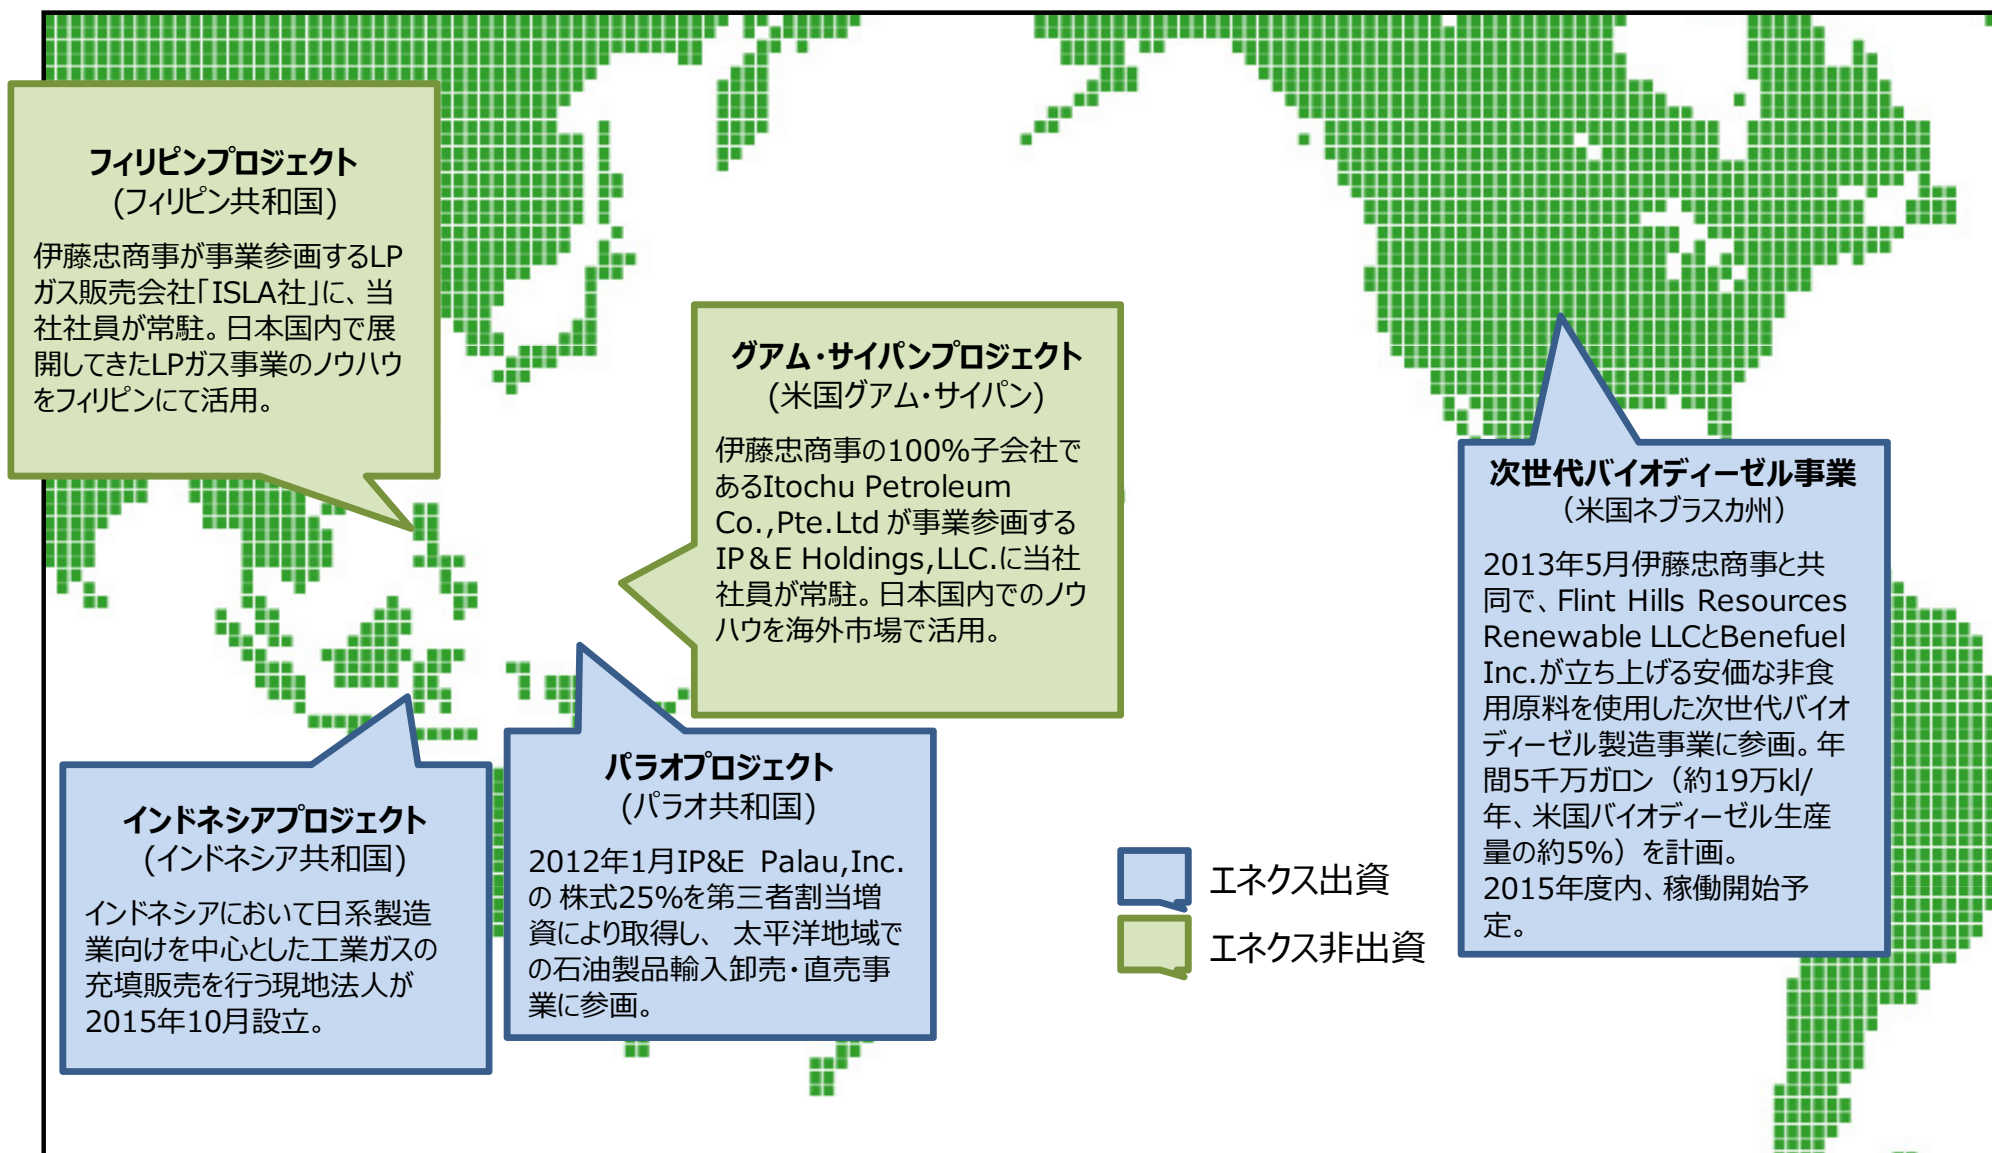 フィリピンプロジェクト
(フィリピン共和国)
伊藤忠商事が事業参画するLP
ガス販売会社「ISLA社」に、当
社社員が常駐。日本国内で展
開してきたLPガス事業のノウハウ
をフィリピンにて活用。
グアム・サイパンプロジェクト
(米国グアム・サイパン)
伊藤忠商事の100%子会社で
あるItochu Petroleum
Co.,Pte.Ltd が事業参画する
IP&E Holdings,LLC.に当社
社員が常駐。日本国内でのノウ
ハウを海外市場で活用。
次世代バイオディーゼル事業
（米国ネブラスカ州）
2013年5月伊藤忠商事と共
同で、Flint Hills Resources
Renewable LLCとBenefuel
Inc.が立ち上げる安価な非食
用原料を使用した次世代バイオ
ディーゼル製造事業に参画。年
間5千万ガロン（約19万kl/
年、米国バイオディーゼル生産
量の約5%）を計画。
2015年度内、稼働開始予
定。
インドネシアプロジェクト
(インドネシア共和国)
インドネシアにおいて日系製造
業向けを中心とした工業ガスの
充填販売を行う現地法人が
2015年10月設立。
パラオプロジェクト
(パラオ共和国)
2012年1月IP&E Palau,Inc.
の 株式25%を第三者割当増
資により取得し、 太平洋地域で
の石油製品輸入卸売・直売事
業に参画。
エネクス出資
エネクス非出資